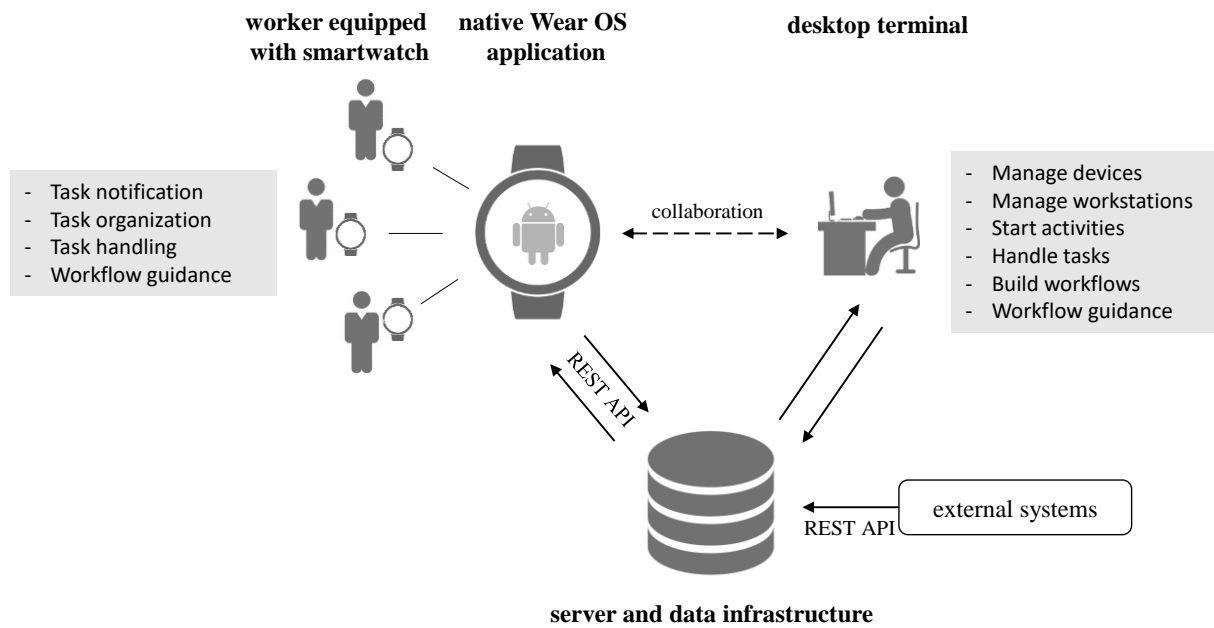 worker equipped
with smartwatch
native Wear OS
application
desktop terminal
- Task notification
- Task organization
- Task handling
- Workflow guidance
collaboration
- Manage devices
- Manage workstations
- Start activities
- Handle tasks
- Build workflows
- Workflow guidance
REST API
external systems
REST API
server and data infrastructure